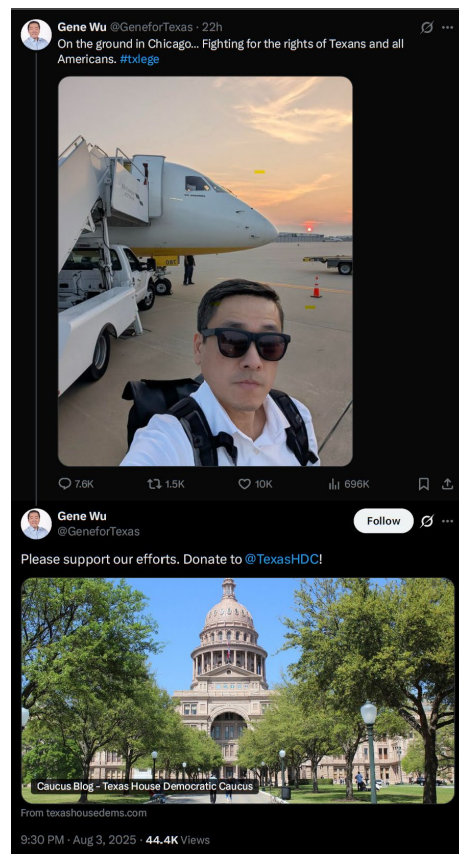 Gene Wu @GeneforTexas · 22h
On the ground in Chicago... Fighting for the rights of Texans and all
Americans. #txlege
7.6K 1.5K 10K 696K
Gene Wu
@GeneforTexas
Follow
Please support our efforts. Donate to @TexasHDC!
Caucus Blog - Texas House Democratic Caucus
From texashousedems.com
9:30 PM · Aug 3, 2025 · 44.4K Views